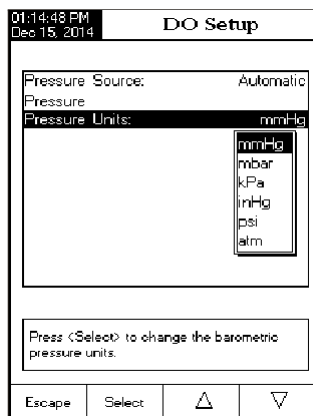 01:14:48 PM
Dec 15, 2014
DO Setup
Pressure Source: Automatic
Pressure
Pressure Units: mmHg
mmHg
mbar
kPa
inHg
psi
atm
Press <Select> to change the barometric
pressure units.
Escape Select △ ▽